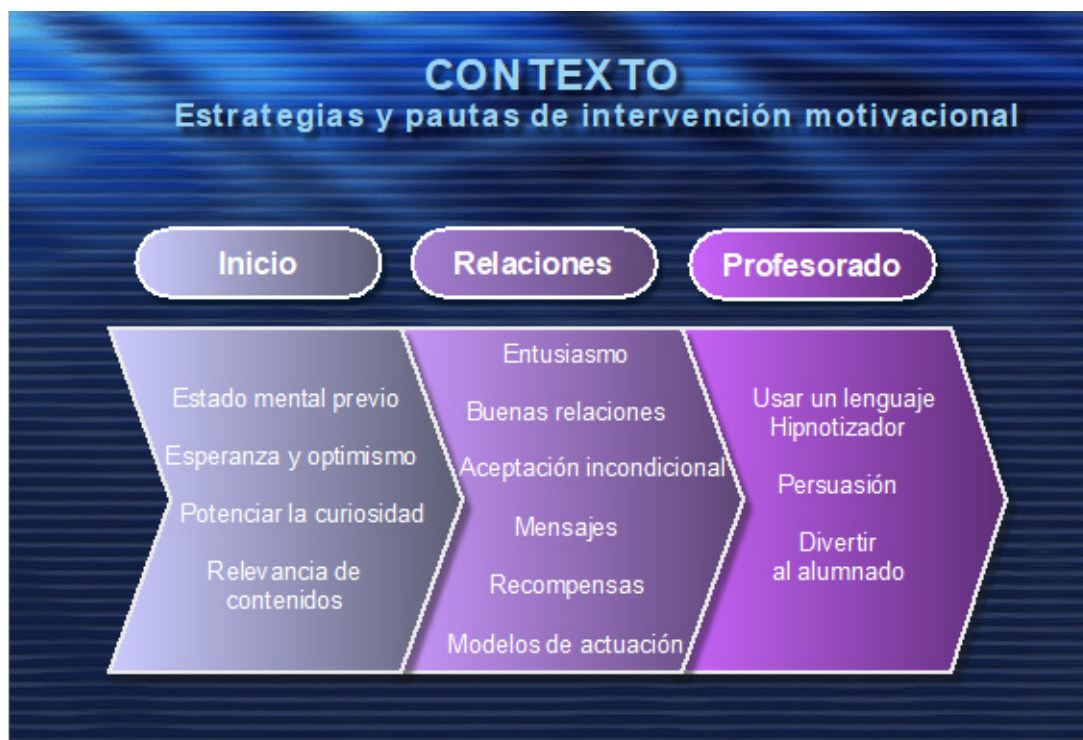 CONTEXTO
Estrategias y pautas de intervención motivacional
Inicio
Estado mental previo
Esperanza y optimismo
Potenciar la curiosidad
Relevancia de
contenidos
Relaciones
Entusiasmo
Buenas relaciones
Aceptación incondicional
Mensajes
Recompensas
Modelos de actuación
Profesorado
Usar un lenguaje
Hipnotizador
Persuasión
Divertir
al alumnado